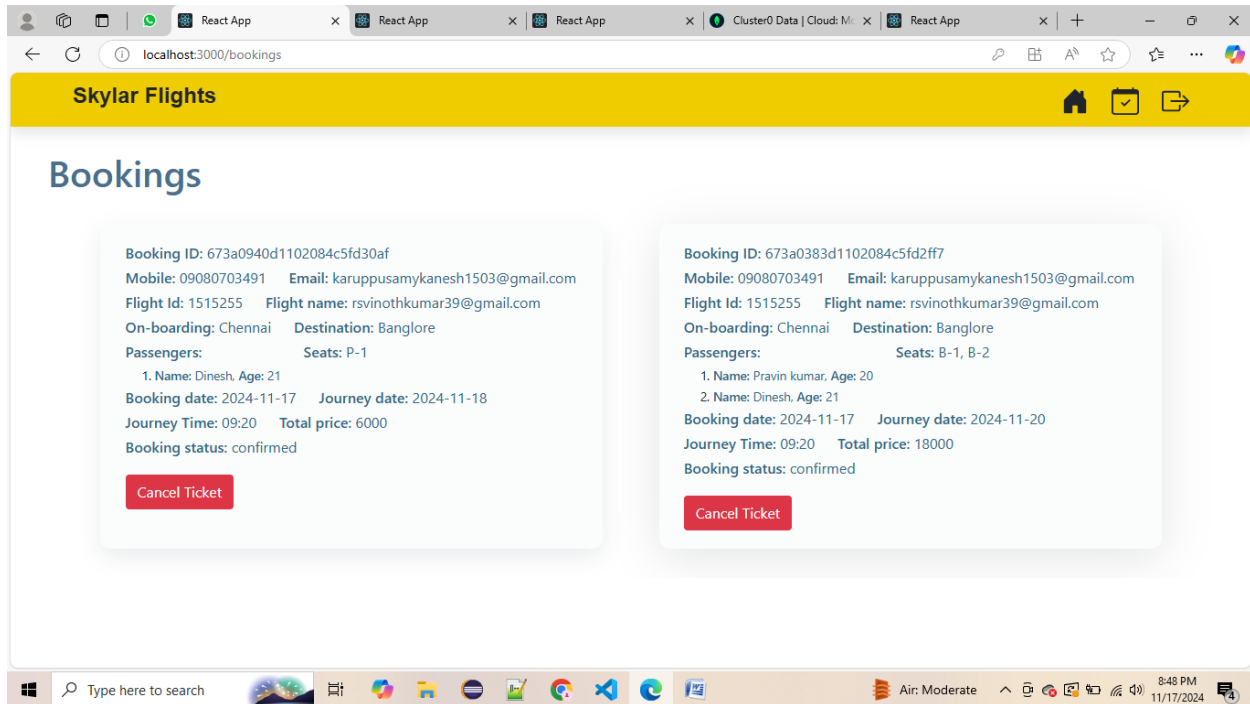 React App
React App
React App
Cluster0 Data | Cloud: Mc
React App
localhost:3000/bookings
Skylar Flights
Bookings
Booking ID: 673a0940d1102084c5fd30af
Mobile: 09080703491 Email: karuppusamykanesh1503@gmail.com
Flight Id: 1515255 Flight name: rsvinothkumar39@gmail.com
On-boarding: Chennai Destination: Banglore
Passengers: Seats: P-1
1. Name: Dinesh, Age: 21
Booking date: 2024-11-17 Journey date: 2024-11-18
Journey Time: 09:20 Total price: 6000
Booking status: confirmed
Cancel Ticket
Booking ID: 673a0383d1102084c5fd2ff7
Mobile: 09080703491 Email: karuppusamykanesh1503@gmail.com
Flight Id: 1515255 Flight name: rsvinothkumar39@gmail.com
On-boarding: Chennai Destination: Banglore
Passengers: Seats: B-1, B-2
1. Name: Pravin kumar, Age: 20
2. Name: Dinesh, Age: 21
Booking date: 2024-11-17 Journey date: 2024-11-20
Journey Time: 09:20 Total price: 18000
Booking status: confirmed
Cancel Ticket
Type here to search
Air: Moderate
8:48 PM
11/17/2024
4